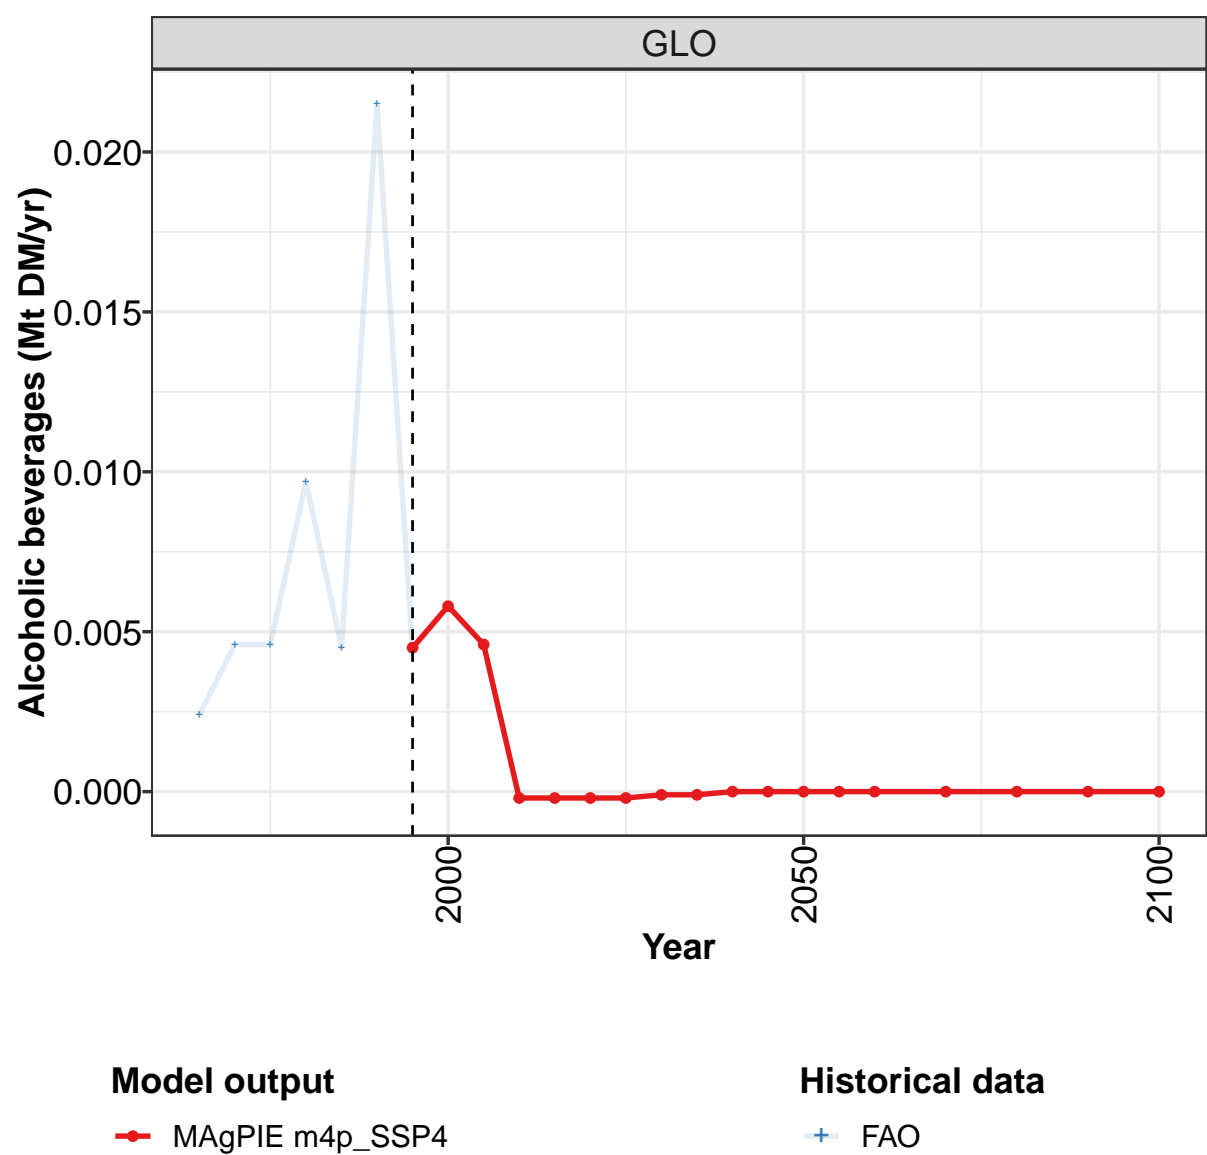 GLO
Alcoholic beverages (Mt DM/yr)
0.020
0.015
0.010
0.005
0.000
2000
2050
2100
Year
Model output
MAgPIE m4p_SSP4
Historical data
FAO